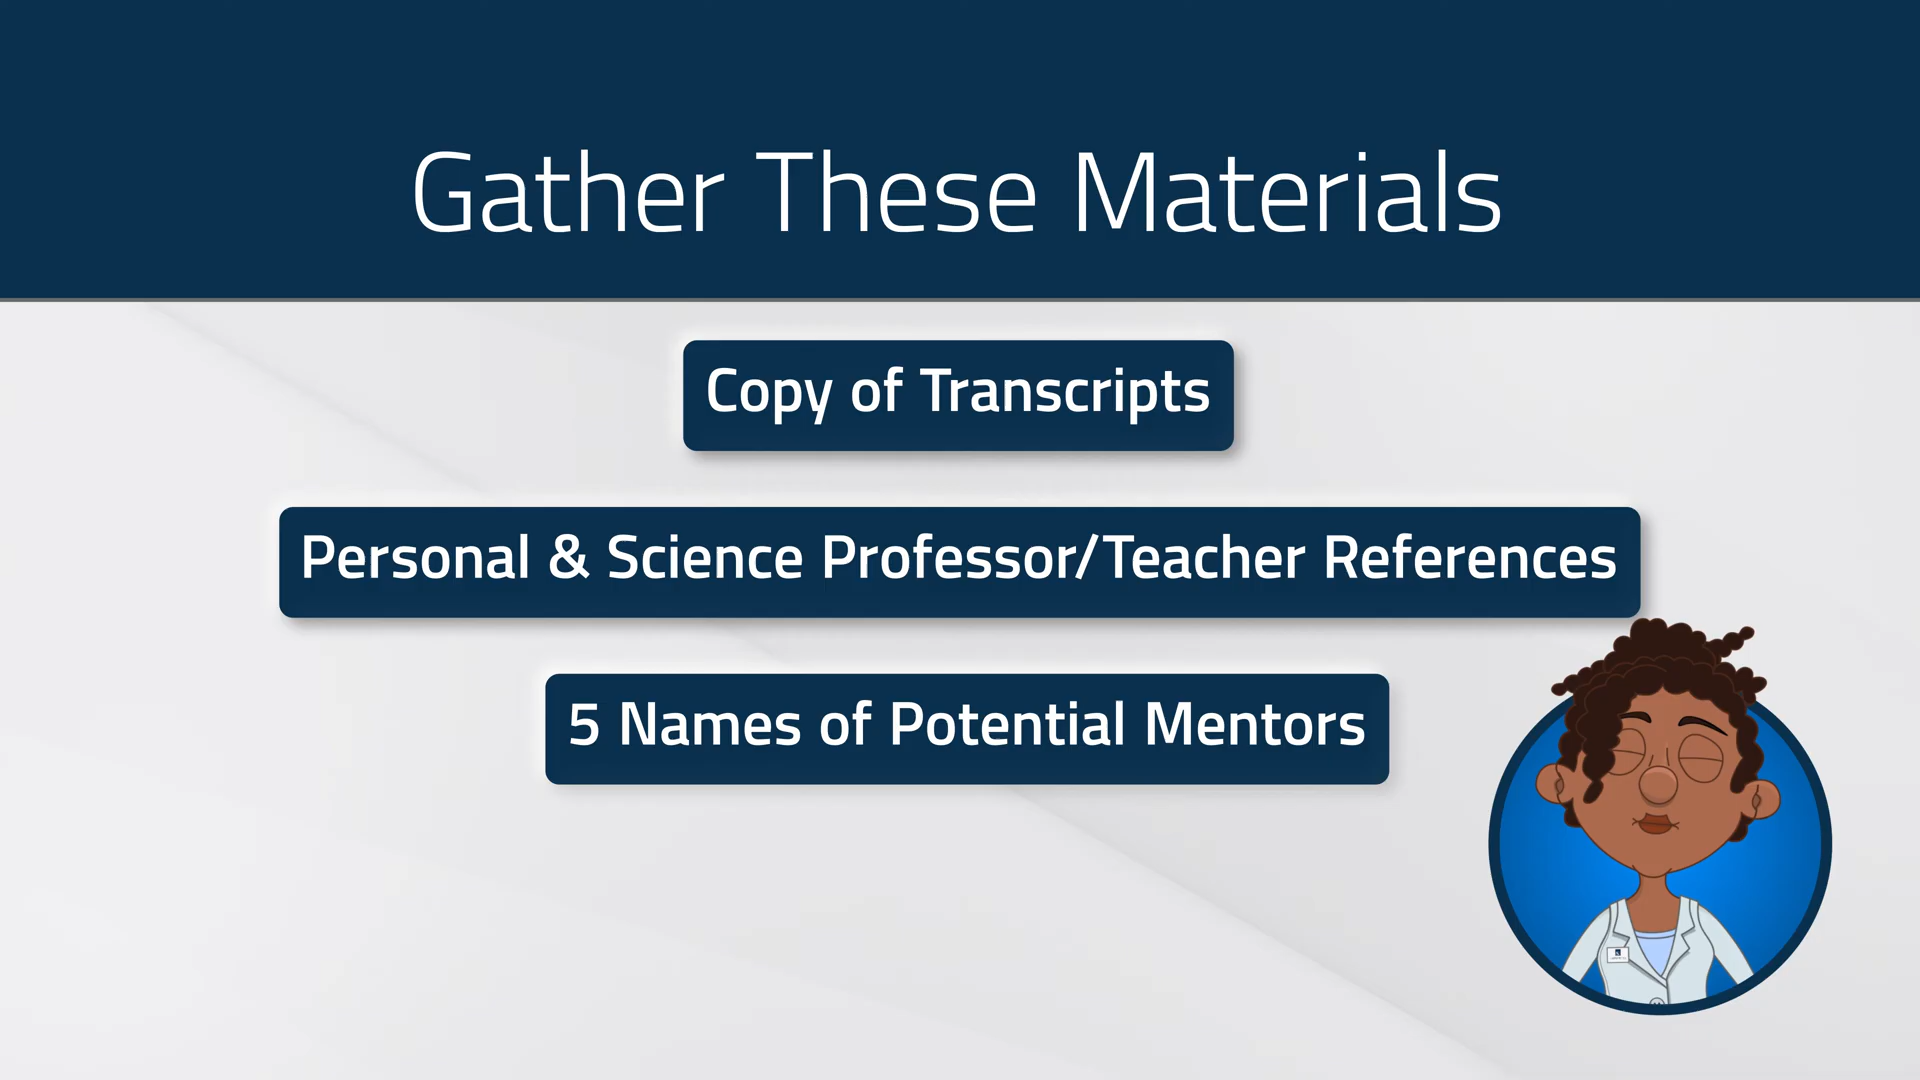 Gather These Materials
Copy of Transcripts
Personal & Science Professor/Teacher References
5 Names of Potential Mentors